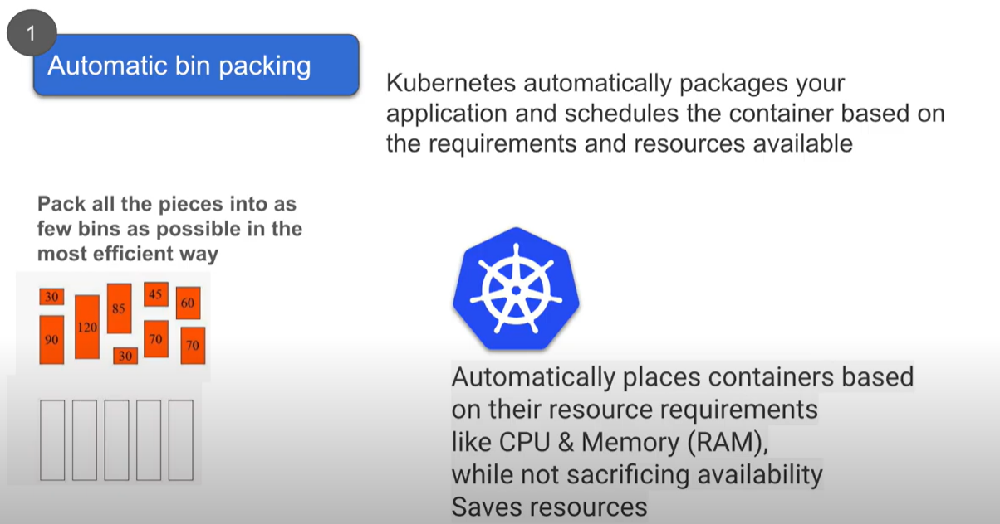 1
Automatic bin packing
Kubernetes automatically packages your
application and schedules the container based on
the requirements and resources available
Pack all the pieces into as
few bins as possible in the
most efficient way
30
90
120
85
30
45
70
60
70
Automatically places containers based
on their resource requirements
like CPU & Memory (RAM),
while not sacrificing availability
Saves resources